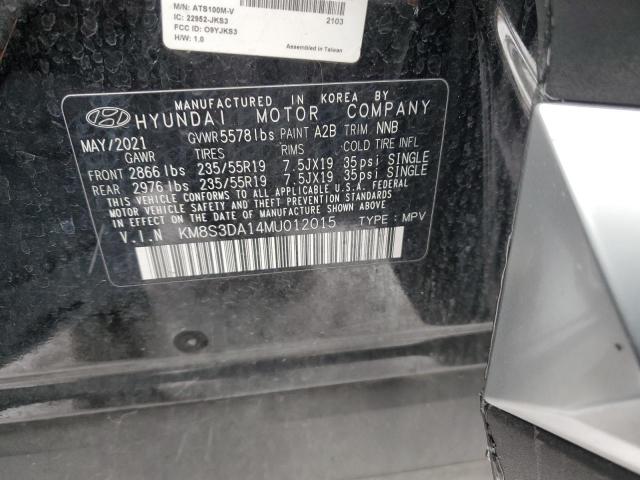 M/N: ATS100M-V
IC: 22952-JKS3 2103
FCC ID: O9YJKS3
H/W: 1.0 Assembled in Taiwan
MANUFACTURED IN KOREA BY
HYUNDAI MOTOR COMPANY
MAY/2021 GVWR 5578lbs PAINT A2B TRIM NNB
GAWR TIRES RIMS COLD TIRE INFL
FRONT 2866 lbs 235/55R19 7.5JX19 35psi SINGLE
REAR 2976 lbs 235/55R19 7.5JX19 35psi SINGLE
THIS VEHICLE CONFORMS TO ALL APPLICABLE U.S. FEDERAL
MOTOR VEHICLE SAFETY AND THEFT PREVENTION STANDARDS
IN EFFECT ON THE DATE OF MANUFACTURE SHOWN ABOVE.
V.I.N KM8S3DA14MU012015 TYPE : MPV